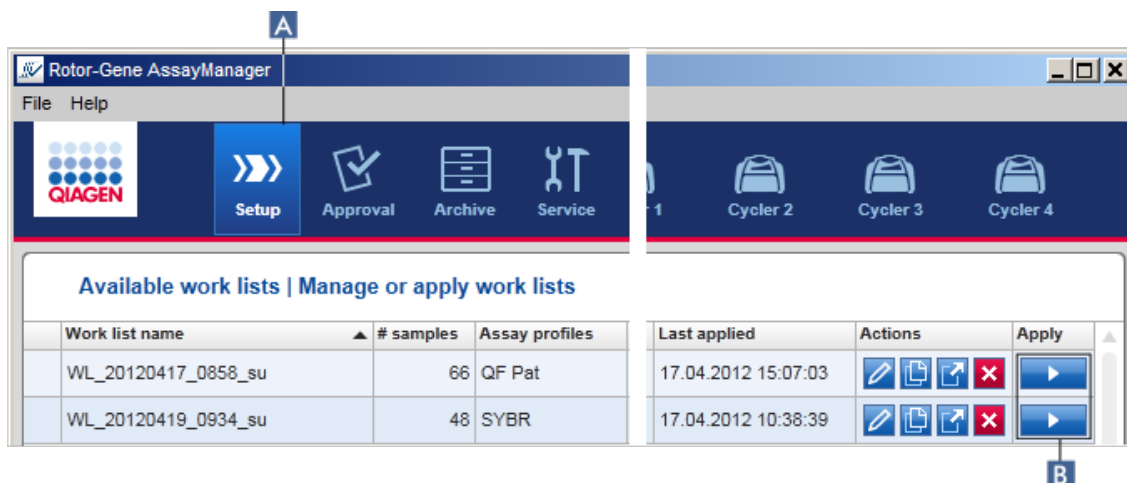 A
Rotor-Gene AssayManager
File Help
QIAGEN
Setup
Approval
Archive
Service
r 1
Cycler 2
Cycler 3
Cycler 4
Available work lists | Manage or apply work lists
Work list name # samples Assay profiles Last applied Actions Apply
WL_20120417_0858_su 66 QF Pat 17.04.2012 15:07:03
WL_20120419_0934_su 48 SYBR 17.04.2012 10:38:39
B